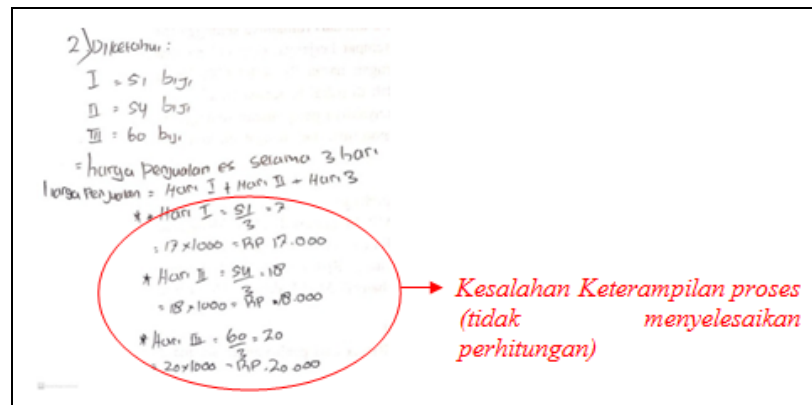 2) Diketahui:
I = 51 biji
II = 54 biji
III = 60 biji
= harga penjualan es selama 3 hari
harga Penjualan = Hari I + Hari II + Hari 3
* * Hari I = 51/3 = 7
= 17 x 1000 = RP 17.000
* Hari II = 54/3 = 18
= 18 x 1000 = RP 18.000
* Hari III = 60/3 = 20
= 20x1000 = RP. 20.000
Kesalahan Keterampilan proses
(tidak menyelesaikan
perhitungan)